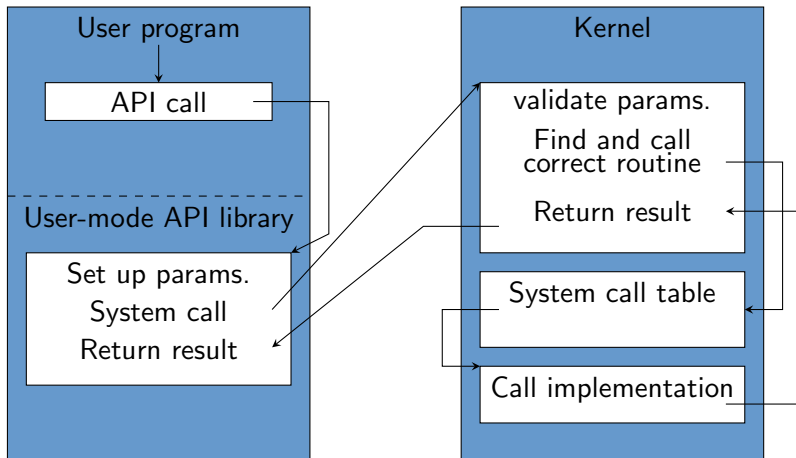 User program
API call
User-mode API library
Set up params.
System call
Return result
Kernel
validate params.
Find and call
correct routine
Return result
System call table
Call implementation